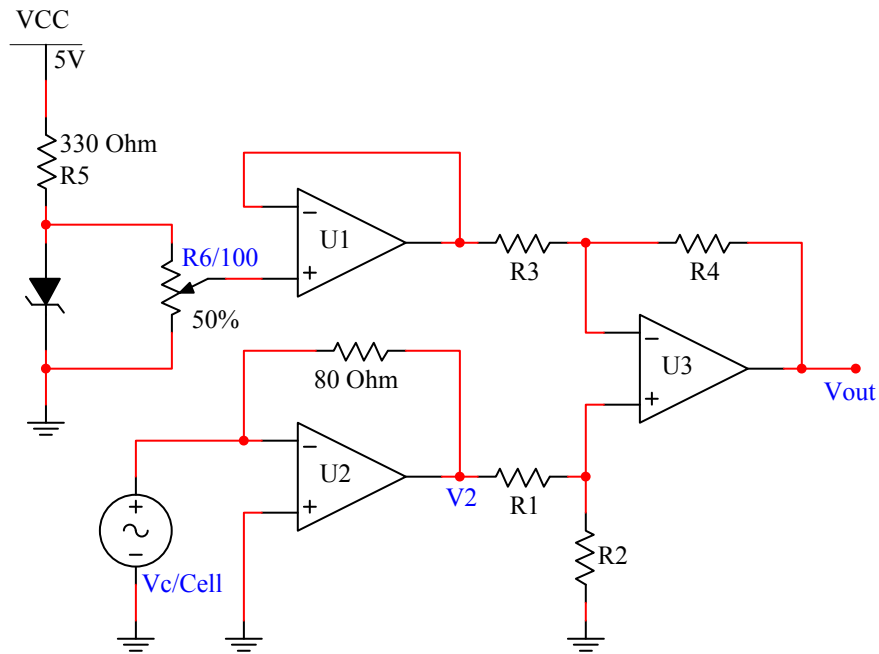 VCC
5V
330 Ohm
R5
R6/100
50%
U1
R3
R4
U3
Vout
80 Ohm
U2
V2
R1
R2
Vc/Cell